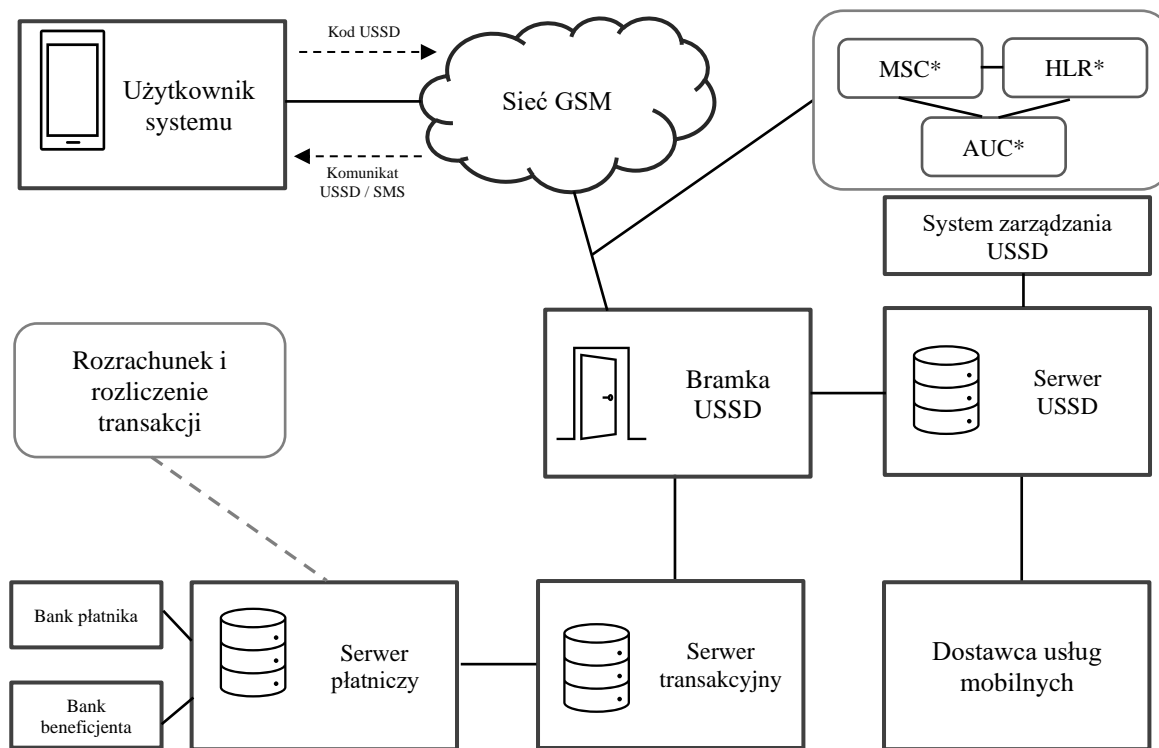 Kod USSD
Użytkownik
systemu
Sieć GSM
Komunikat
USSD / SMS
MSC*
HLR*
AUC*
System zarządzania
USSD
Rozrachunek i
rozliczenie
transakcji
Bramka
USSD
Serwer
USSD
Bank płatnika
Bank
beneficjenta
Serwer
płatniczy
Serwer
transakcyjny
Dostawca usług
mobilnych